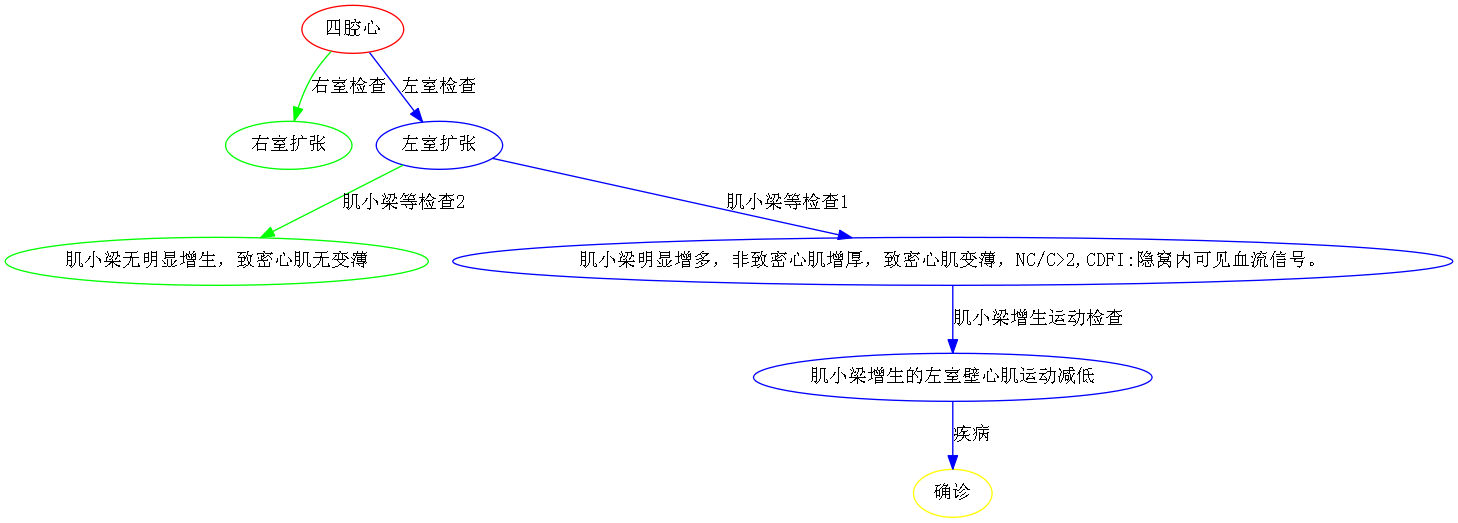 四腔心
右室检查
左室检查
右室扩张
左室扩张
肌小梁等检查2
肌小梁等检查1
肌小梁无明显增生，致密心肌无变薄
肌小梁明显增多，非致密心肌增厚，致密心肌变薄，NC/C>2,CDFI:隐窝内可见血流信号。
肌小梁增生运动检查
肌小梁增生的左室壁心肌运动减低
疾病
确诊